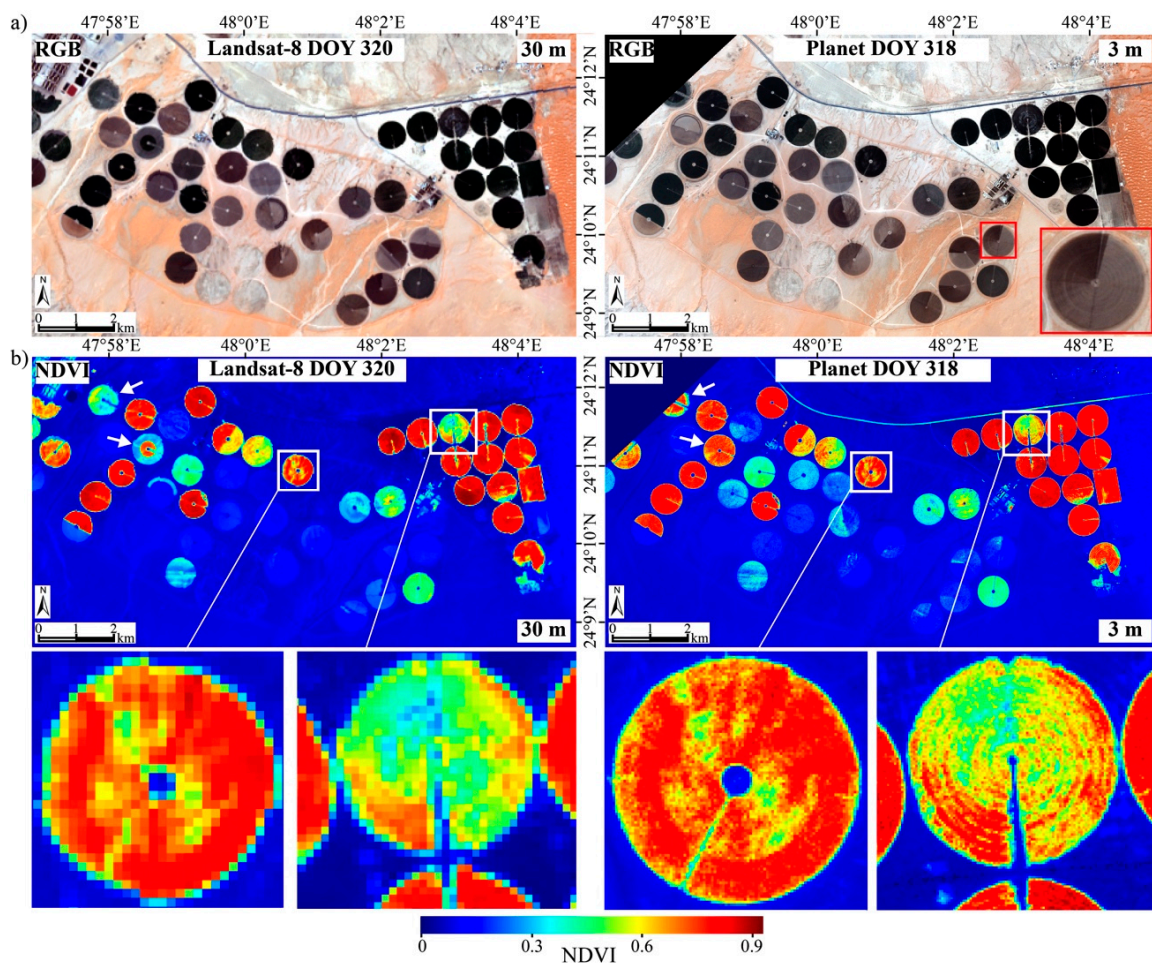 47°58'E 48°0'E 48°2'E 48°4'E 47°58'E 48°0'E 48°2'E 48°4'E
a)
RGB Landsat-8 DOY 320 30 m
RGB Planet DOY 318 3 m
24°12'N
24°11'N
24°10'N
24°9'N
N
0 1 2 km
N
0 1 2 km
47°58'E 48°0'E 48°2'E 48°4'E 47°58'E 48°0'E 48°2'E 48°4'E
b)
NDVI Landsat-8 DOY 320
NDVI Planet DOY 318
24°12'N
24°11'N
24°10'N
24°9'N
N
0 1 2 km
30 m
N
0 1 2 km
3 m
0 0.3 0.6 0.9
NDVI